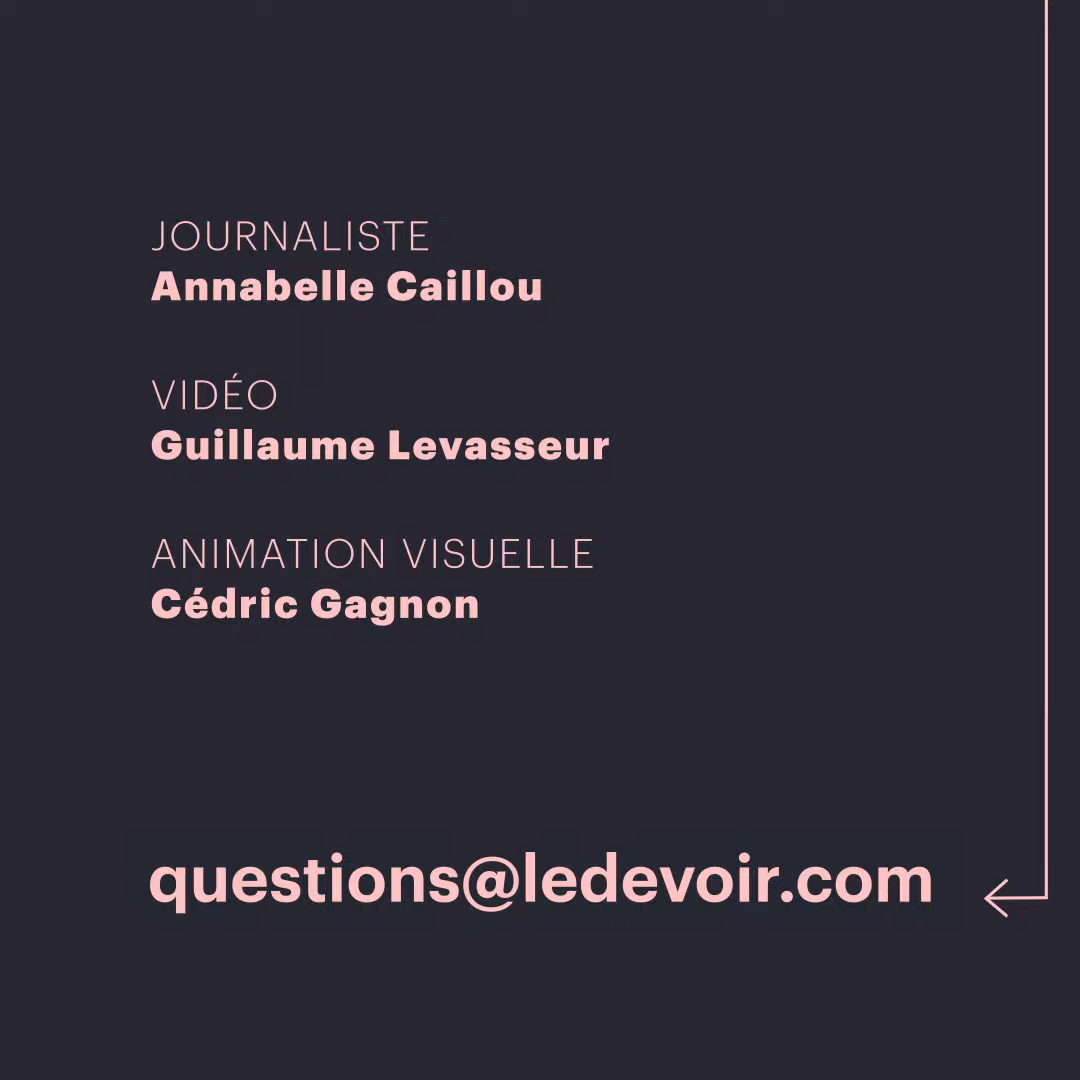 JOURNALISTE
Annabelle Caillou
VIDÉO
Guillaume Levasseur
ANIMATION VISUELLE
Cédric Gagnon
questions@ledevoir.com